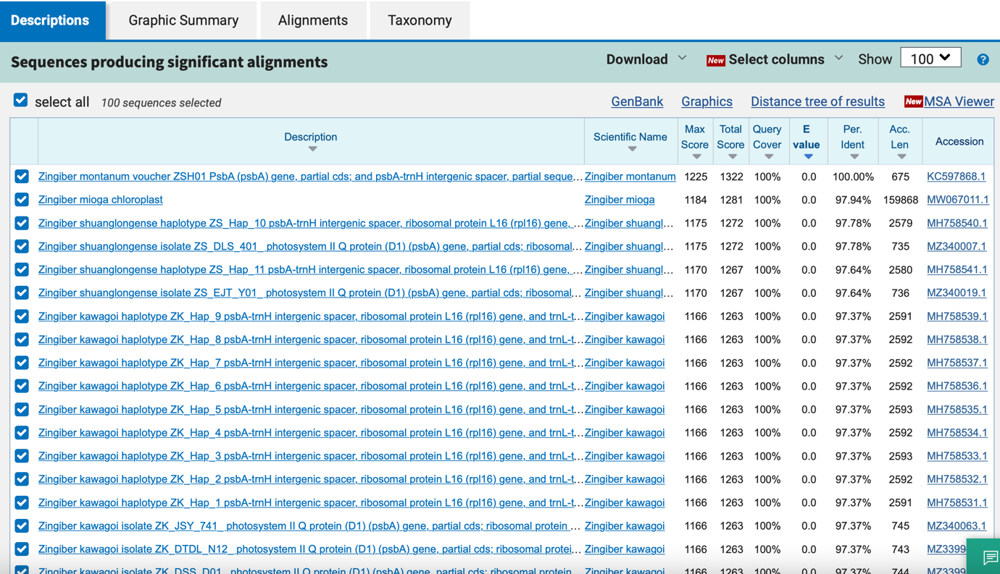 Descriptions Graphic Summary Alignments Taxonomy
Sequences producing significant alignments Download New Select columns Show 100 ?
select all 100 sequences selected GenBank Graphics Distance tree of results New MSA Viewer
Description Scientific Name Max Score Total Score Query Cover E value Per. Ident Acc. Len Accession
Zingiber montanum voucher ZSH01 PsbA (psbA) gene, partial cds; and psbA-trnH intergenic spacer, partial seque... Zingiber montanum 1225 1322 100% 0.0 100.00% 675 KC597868.1
Zingiber mioga chloroplast Zingiber mioga 1184 1281 100% 0.0 97.94% 159868 MW067011.1
Zingiber shuanglongense haplotype ZS_Hap_10 psbA-trnH intergenic spacer, ribosomal protein L16 (rpl16) gene, ... Zingiber shuangl... 1175 1272 100% 0.0 97.78% 2579 MH758540.1
Zingiber shuanglongense isolate ZS_DLS_401_ photosystem II Q protein (D1) (psbA) gene, partial cds; ribosomal... Zingiber shuangl... 1175 1272 100% 0.0 97.78% 735 MZ340007.1
Zingiber shuanglongense haplotype ZS_Hap_11 psbA-trnH intergenic spacer, ribosomal protein L16 (rpl16) gene, ... Zingiber shuangl... 1170 1267 100% 0.0 97.64% 2580 MH758541.1
Zingiber shuanglongense isolate ZS_EJT_Y01_ photosystem II Q protein (D1) (psbA) gene, partial cds; ribosomal... Zingiber shuangl... 1170 1267 100% 0.0 97.64% 736 MZ340019.1
Zingiber kawagoi haplotype ZK_Hap_9 psbA-trnH intergenic spacer, ribosomal protein L16 (rpl16) gene, and trnL-t... Zingiber kawagoi 1166 1263 100% 0.0 97.37% 2591 MH758539.1
Zingiber kawagoi haplotype ZK_Hap_8 psbA-trnH intergenic spacer, ribosomal protein L16 (rpl16) gene, and trnL-t... Zingiber kawagoi 1166 1263 100% 0.0 97.37% 2592 MH758538.1
Zingiber kawagoi haplotype ZK_Hap_7 psbA-trnH intergenic spacer, ribosomal protein L16 (rpl16) gene, and trnL-t... Zingiber kawagoi 1166 1263 100% 0.0 97.37% 2592 MH758537.1
Zingiber kawagoi haplotype ZK_Hap_6 psbA-trnH intergenic spacer, ribosomal protein L16 (rpl16) gene, and trnL-t... Zingiber kawagoi 1166 1263 100% 0.0 97.37% 2592 MH758536.1
Zingiber kawagoi haplotype ZK_Hap_5 psbA-trnH intergenic spacer, ribosomal protein L16 (rpl16) gene, and trnL-t... Zingiber kawagoi 1166 1263 100% 0.0 97.37% 2593 MH758535.1
Zingiber kawagoi haplotype ZK_Hap_4 psbA-trnH intergenic spacer, ribosomal protein L16 (rpl16) gene, and trnL-t... Zingiber kawagoi 1166 1263 100% 0.0 97.37% 2592 MH758534.1
Zingiber kawagoi haplotype ZK_Hap_3 psbA-trnH intergenic spacer, ribosomal protein L16 (rpl16) gene, and trnL-t... Zingiber kawagoi 1166 1263 100% 0.0 97.37% 2593 MH758533.1
Zingiber kawagoi haplotype ZK_Hap_2 psbA-trnH intergenic spacer, ribosomal protein L16 (rpl16) gene, and trnL-t... Zingiber kawagoi 1166 1263 100% 0.0 97.37% 2592 MH758532.1
Zingiber kawagoi haplotype ZK_Hap_1 psbA-trnH intergenic spacer, ribosomal protein L16 (rpl16) gene, and trnL-t... Zingiber kawagoi 1166 1263 100% 0.0 97.37% 2591 MH758531.1
Zingiber kawagoi isolate ZK_JSY_741_ photosystem II Q protein (D1) (psbA) gene, partial cds; ribosomal protein ... Zingiber kawagoi 1166 1263 100% 0.0 97.37% 745 MZ340063.1
Zingiber kawagoi isolate ZK_DTDL_N12_ photosystem II Q protein (D1) (psbA) gene, partial cds; ribosomal protei... Zingiber kawagoi 1166 1263 100% 0.0 97.37% 743 MZ3399
Zingiber kawagoi isolate ZK_DSS_D01_ photosystem II Q protein (D1) (psbA) gene, partial cds; ribosomal protein ... Zingiber kawagoi 1166 1263 100% 0.0 97.37% 744 MZ3399